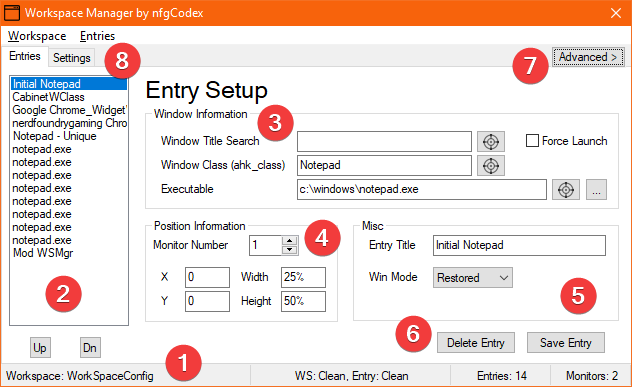 Workspace Manager by nfgCodex
Workspace Entries
Entries Settings 8 7 Advanced >
Initial Notepad
CabinetWClass
Google Chrome_Widget
nerdfoundrygaming Chro
Notepad - Unique
notepad.exe
notepad.exe
notepad.exe
notepad.exe
notepad.exe
notepad.exe
notepad.exe
Mod WSMgr
2
Up Dn
Entry Setup
Window Information 3
Window Title Search Force Launch
Window Class (ahk_class) Notepad
Executable c:\windows\notepad.exe ...
Position Information 4
Monitor Number 1
X 0 Width 25%
Y 0 Height 50%
Misc
Entry Title Initial Notepad
Win Mode Restored
5
6 Delete Entry Save Entry
Workspace: WorkSpaceConfig 1 WS: Clean, Entry: Clean Entries: 14 Monitors: 2